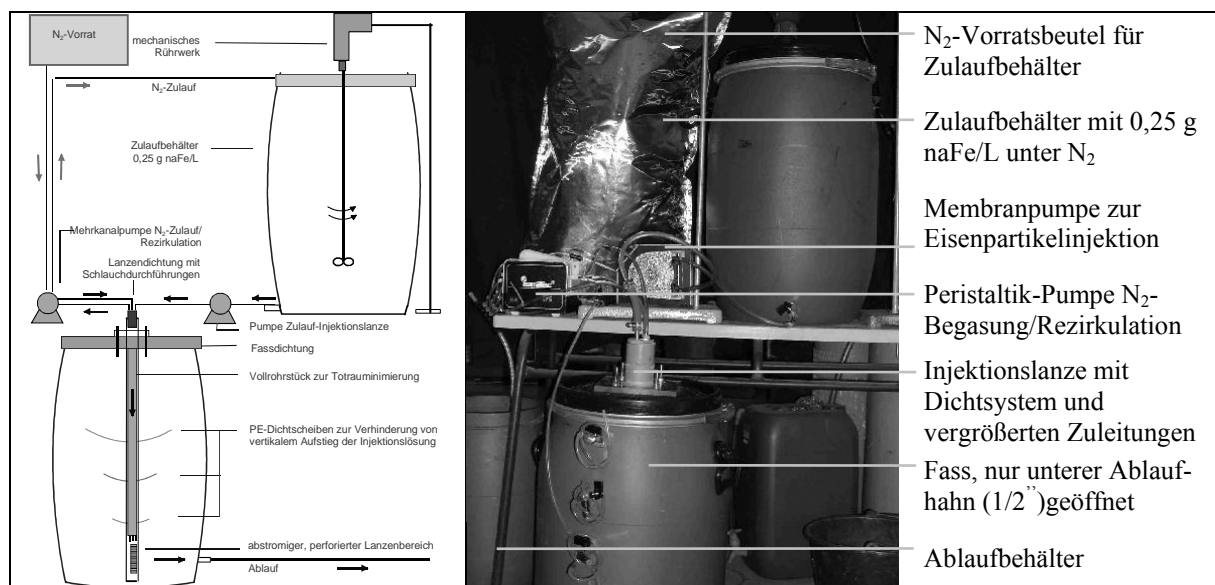 N₂-Vorrat
mechanisches
Rührwerk
N₂-Zulauf
Zulaufbehälter
0,25 g naFe/L
Mehrkanalpumpe N₂-Zulauf/
Rezirkulation
Lanzendichtung mit
Schlauchdurchführungen
Pumpe Zulauf-Injektionslanze
Fassdichtung
Vollrohrstück zur Totrauminimierung
PE-Dichtscheiben zur Verhinderung von
vertikalem Aufstieg der Injektionslösung
abstromiger, perforierter Lanzenbereich
Ablauf
N₂-Vorratsbeutel für
Zulaufbehälter
Zulaufbehälter mit 0,25 g
naFe/L unter N₂
Membranpumpe zur
Eisenpartikelinjektion
Peristaltik-Pumpe N₂-
Begasung/Rezirkulation
Injektionslanze mit
Dichtsystem und
vergrößerten Zuleitungen
Fass, nur unterer Ablauf-
hahn (1/2’’)geöffnet
Ablaufbehälter